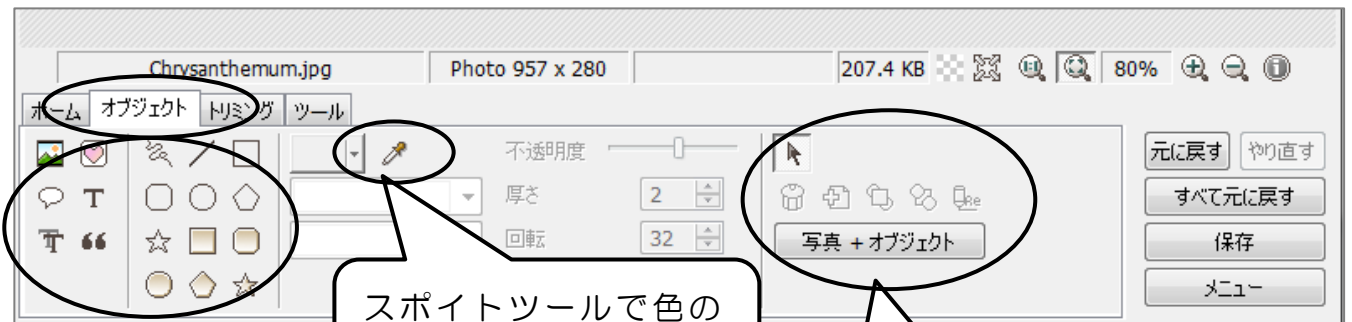 Chrysanthemum.jpg Photo 957 x 280 207.4 KB 80%
ホーム オブジェクト トリミング ツール
不透明度 元に戻す やり直す
T 厚さ 2 Re すべて元に戻す
T 回転 32 写真 + オブジェクト 保存
メニュー
スポイトツールで色の